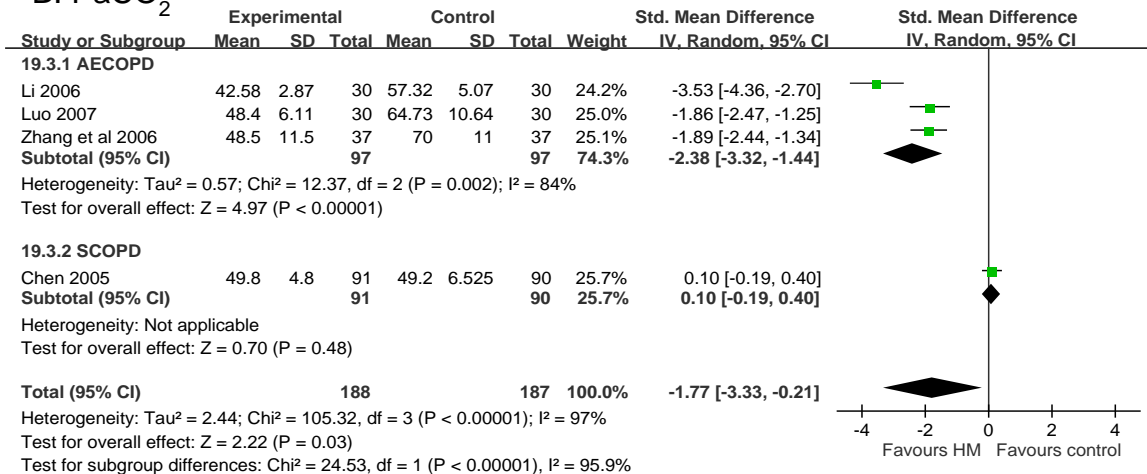 B. PaCO2
Experimental Control Std. Mean Difference Std. Mean Difference
Study or Subgroup Mean SD Total Mean SD Total Weight IV, Random, 95% CI IV, Random, 95% CI
19.3.1 AECOPD
Li 2006 42.58 2.87 30 57.32 5.07 30 24.2% -3.53 [-4.36, -2.70]
Luo 2007 48.4 6.11 30 64.73 10.64 30 25.0% -1.86 [-2.47, -1.25]
Zhang et al 2006 48.5 11.5 37 70 11 37 25.1% -1.89 [-2.44, -1.34]
Subtotal (95% CI) 97 97 74.3% -2.38 [-3.32, -1.44]
Heterogeneity: Tau² = 0.57; Chi² = 12.37, df = 2 (P = 0.002); I² = 84%
Test for overall effect: Z = 4.97 (P < 0.00001)
19.3.2 SCOPD
Chen 2005 49.8 4.8 91 49.2 6.525 90 25.7% 0.10 [-0.19, 0.40]
Subtotal (95% CI) 91 90 25.7% 0.10 [-0.19, 0.40]
Heterogeneity: Not applicable
Test for overall effect: Z = 0.70 (P = 0.48)
Total (95% CI) 188 187 100.0% -1.77 [-3.33, -0.21]
Heterogeneity: Tau² = 2.44; Chi² = 105.32, df = 3 (P < 0.00001); I² = 97%
Test for overall effect: Z = 2.22 (P = 0.03)
Test for subgroup differences: Chi² = 24.53, df = 1 (P < 0.00001), I² = 95.9%
-4 -2 0 2 4
Favours HM Favours control